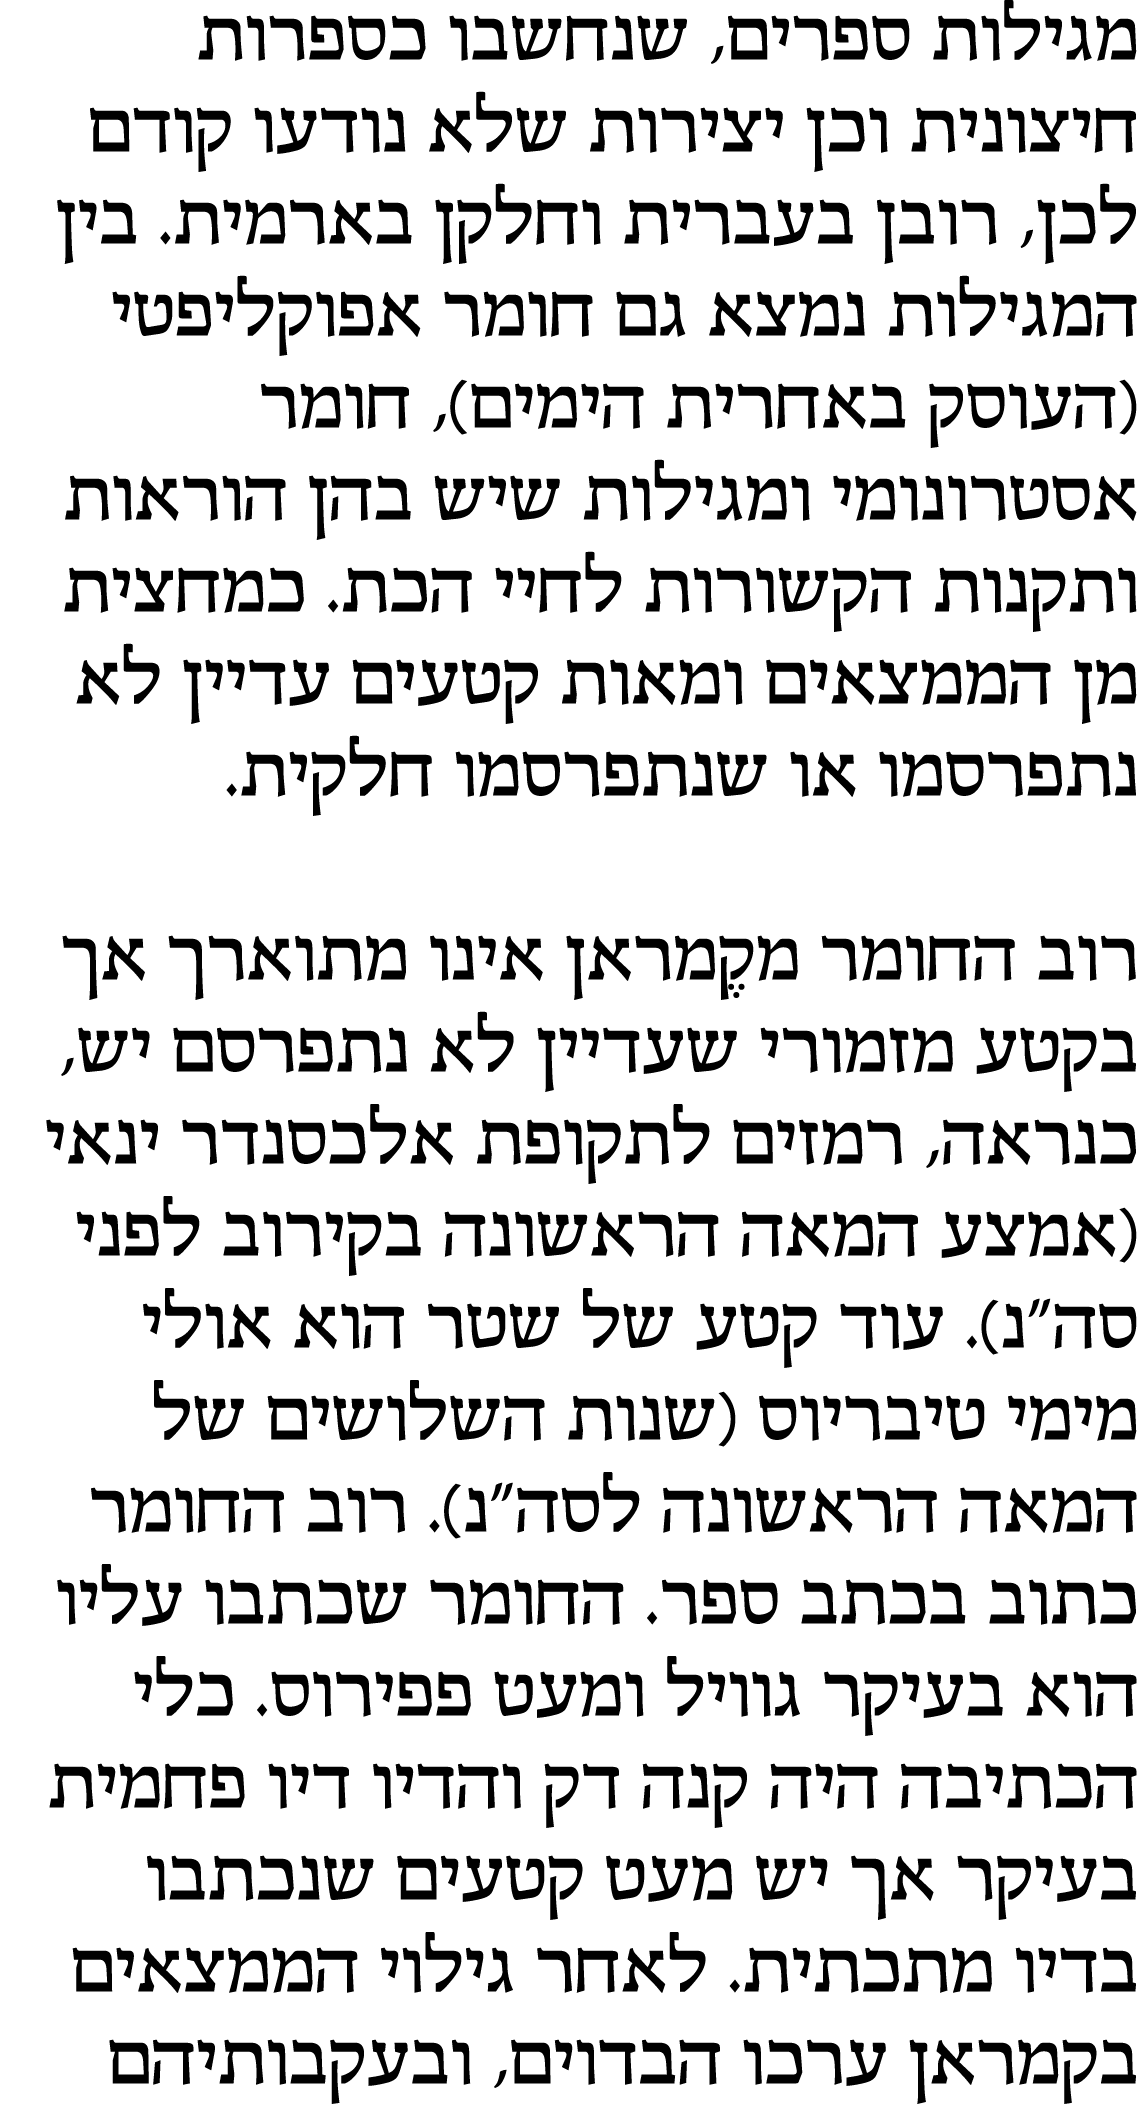 מגילות ספרים, שנחשבו כספרות
חיצונית וכן יצירות שלא נודעו קודם
לכן, רובן בעברית וחלקן בארמית. בין
המגילות נמצא גם חומר אפוקליפטי
(העוסק באחרית הימים), חומר
אסטרונומי ומגילות שיש בהן הוראות
ותקנות הקשורות לחיי הכת. כמחצית
מן הממצאים ומאות קטעים עדיין לא
נתפרסמו או שנתפרסמו חלקית.
רוב החומר מקֶמראן אינו מתוארך אך
בקטע מזמורי שעדיין לא נתפרסם יש,
כנראה, רמזים לתקופת אלכסנדר ינאי
(אמצע המאה הראשונה בקירוב לפני
סה״נ). עוד קטע של שטר הוא אולי
מימי טיבריוס (שנות השלושים של
המאה הראשונה לסה״נ). רוב החומר
כתוב בכתב ספר. החומר שכתבו עליו
הוא בעיקר גוויל ומעט פפירוס. כלי
הכתיבה היה קנה דק והדיו דיו פחמית
בעיקר אך יש מעט קטעים שנכתבו
בדיו מתכתית. לאחר גילוי הממצאים
בקמראן ערכו הבדוים, ובעקבותיהם